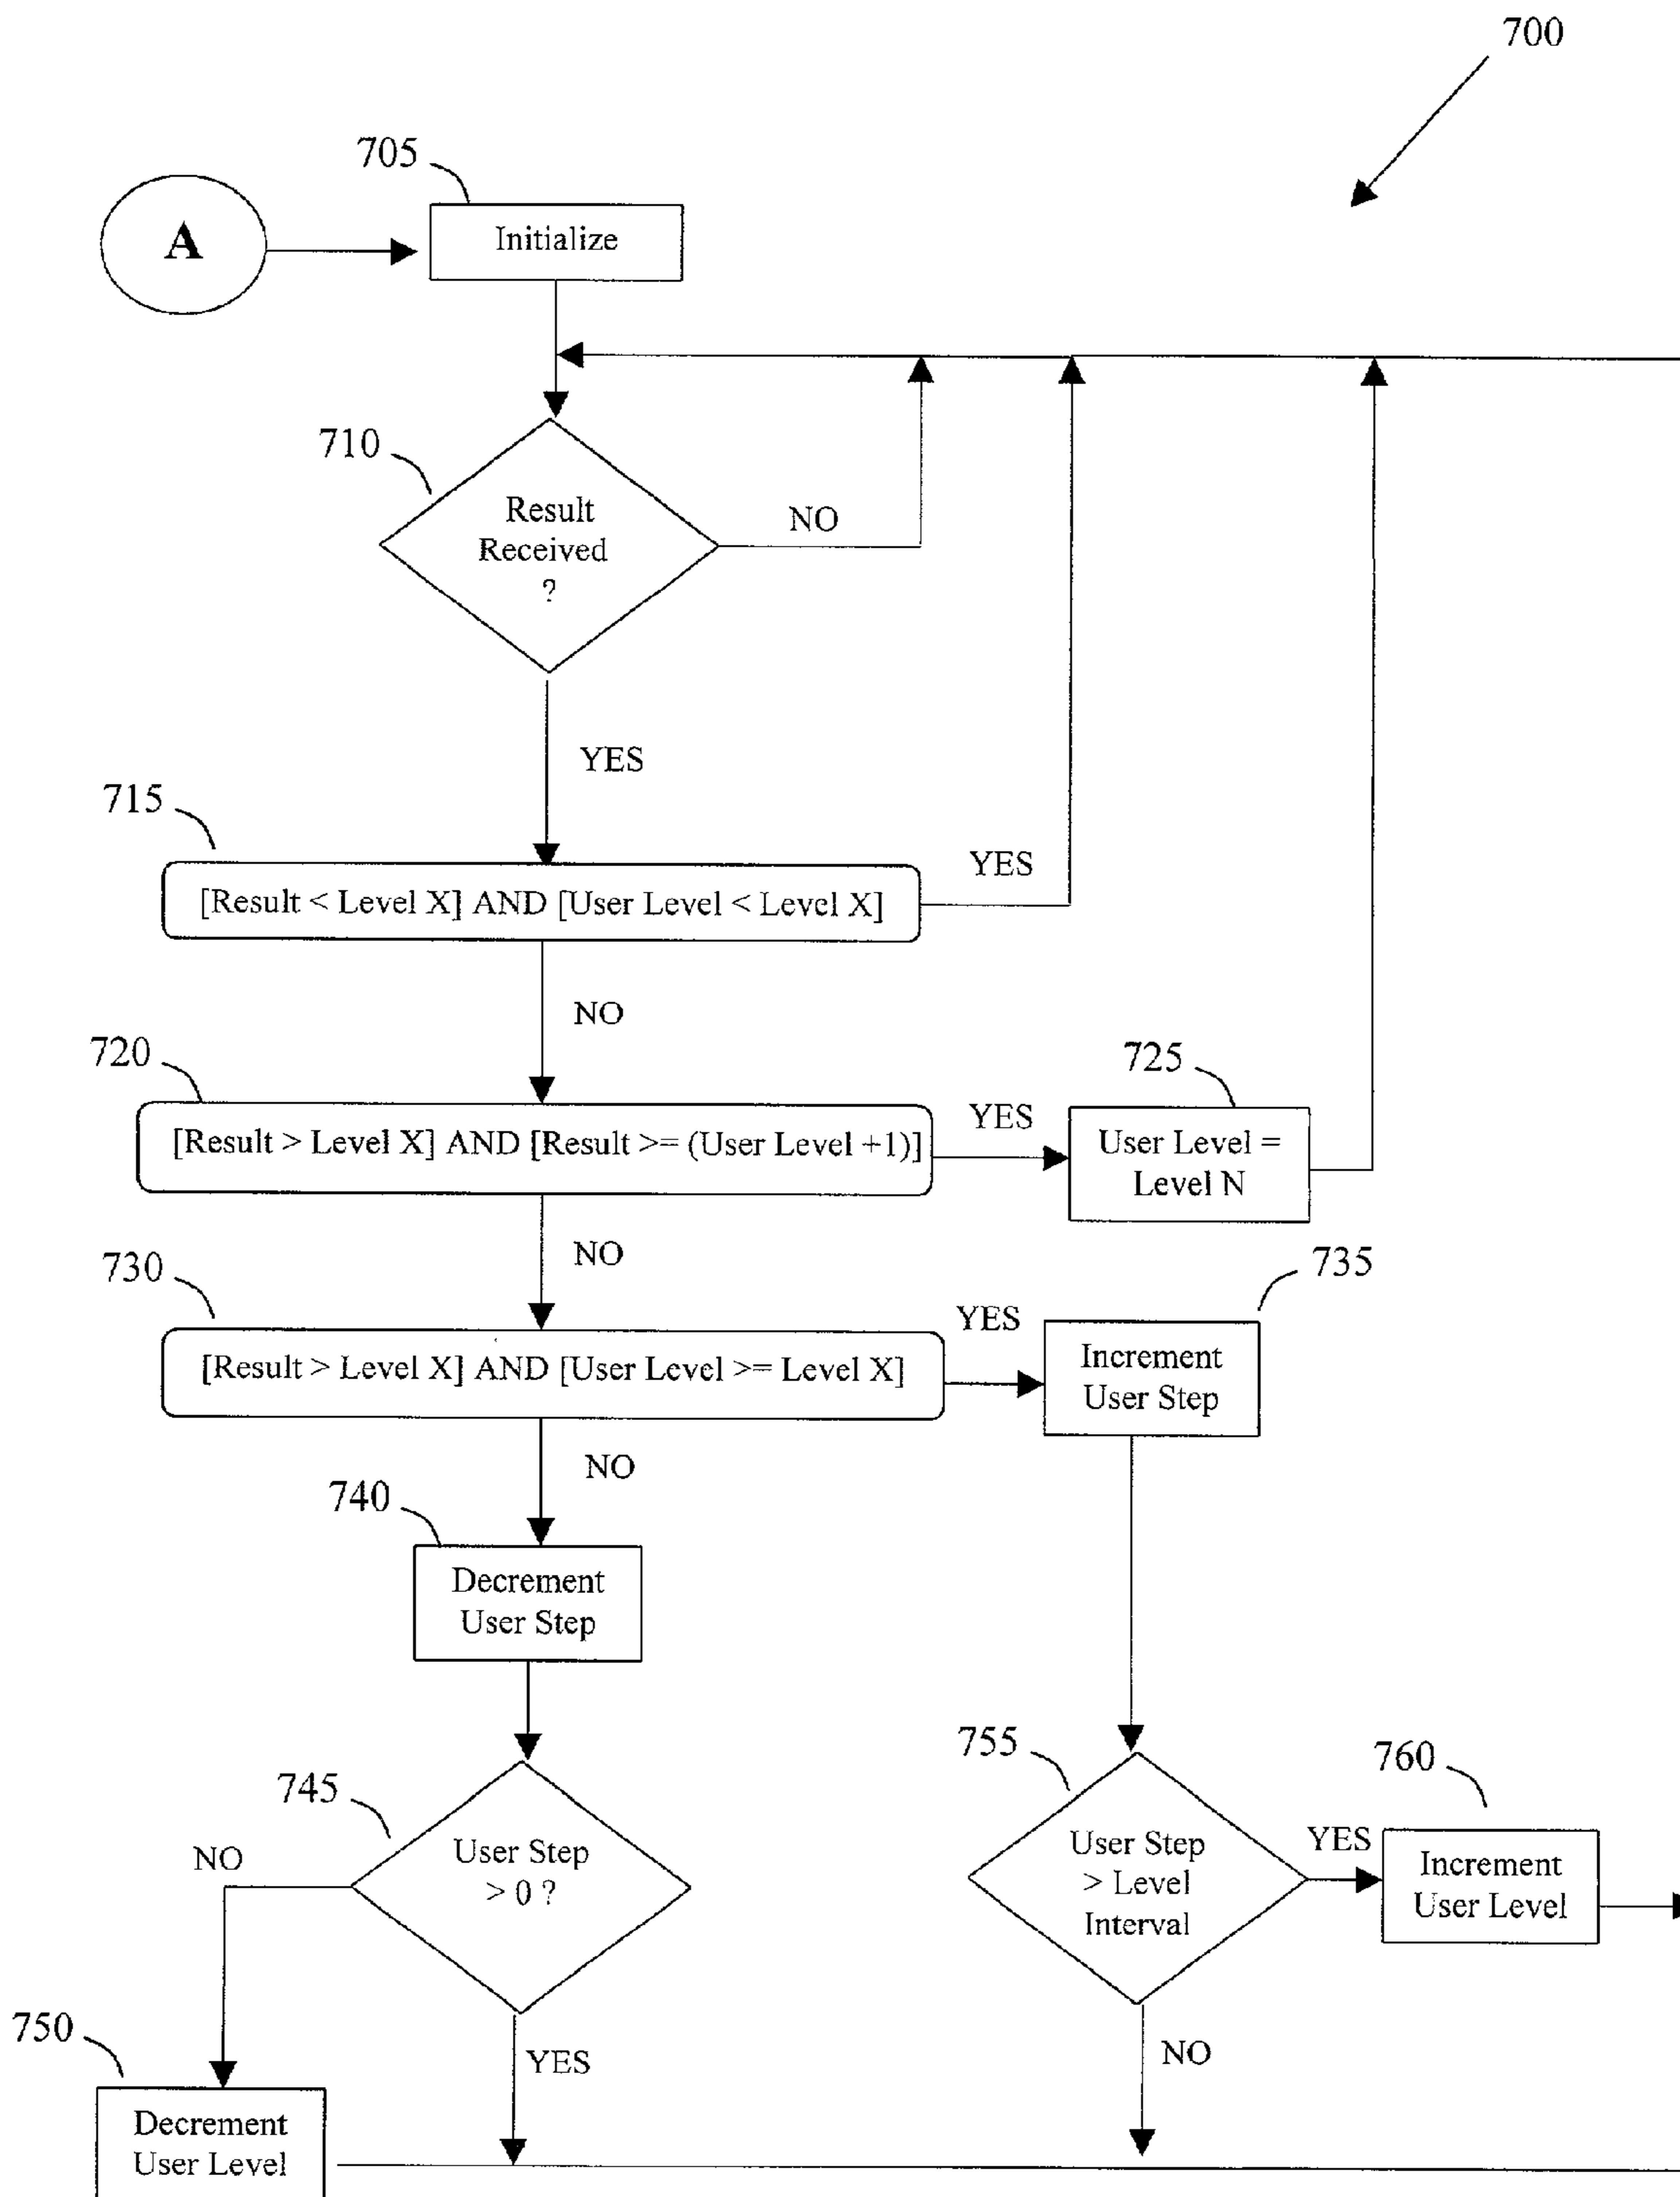 700
705
A
Initialize
710
Result
Received
?
NO
YES
715
[Result < Level X] AND [User Level < Level X]
YES
NO
720
[Result > Level X] AND [Result >= (User Level +1)]
YES
725
User Level =
Level N
NO
730
[Result > Level X] AND [User Level >= Level X]
YES
735
Increment
User Step
NO
740
Decrement
User Step
745
User Step
> 0 ?
NO
YES
755
User Step
> Level
Interval
YES
760
Increment
User Level
NO
750
Decrement
User Level